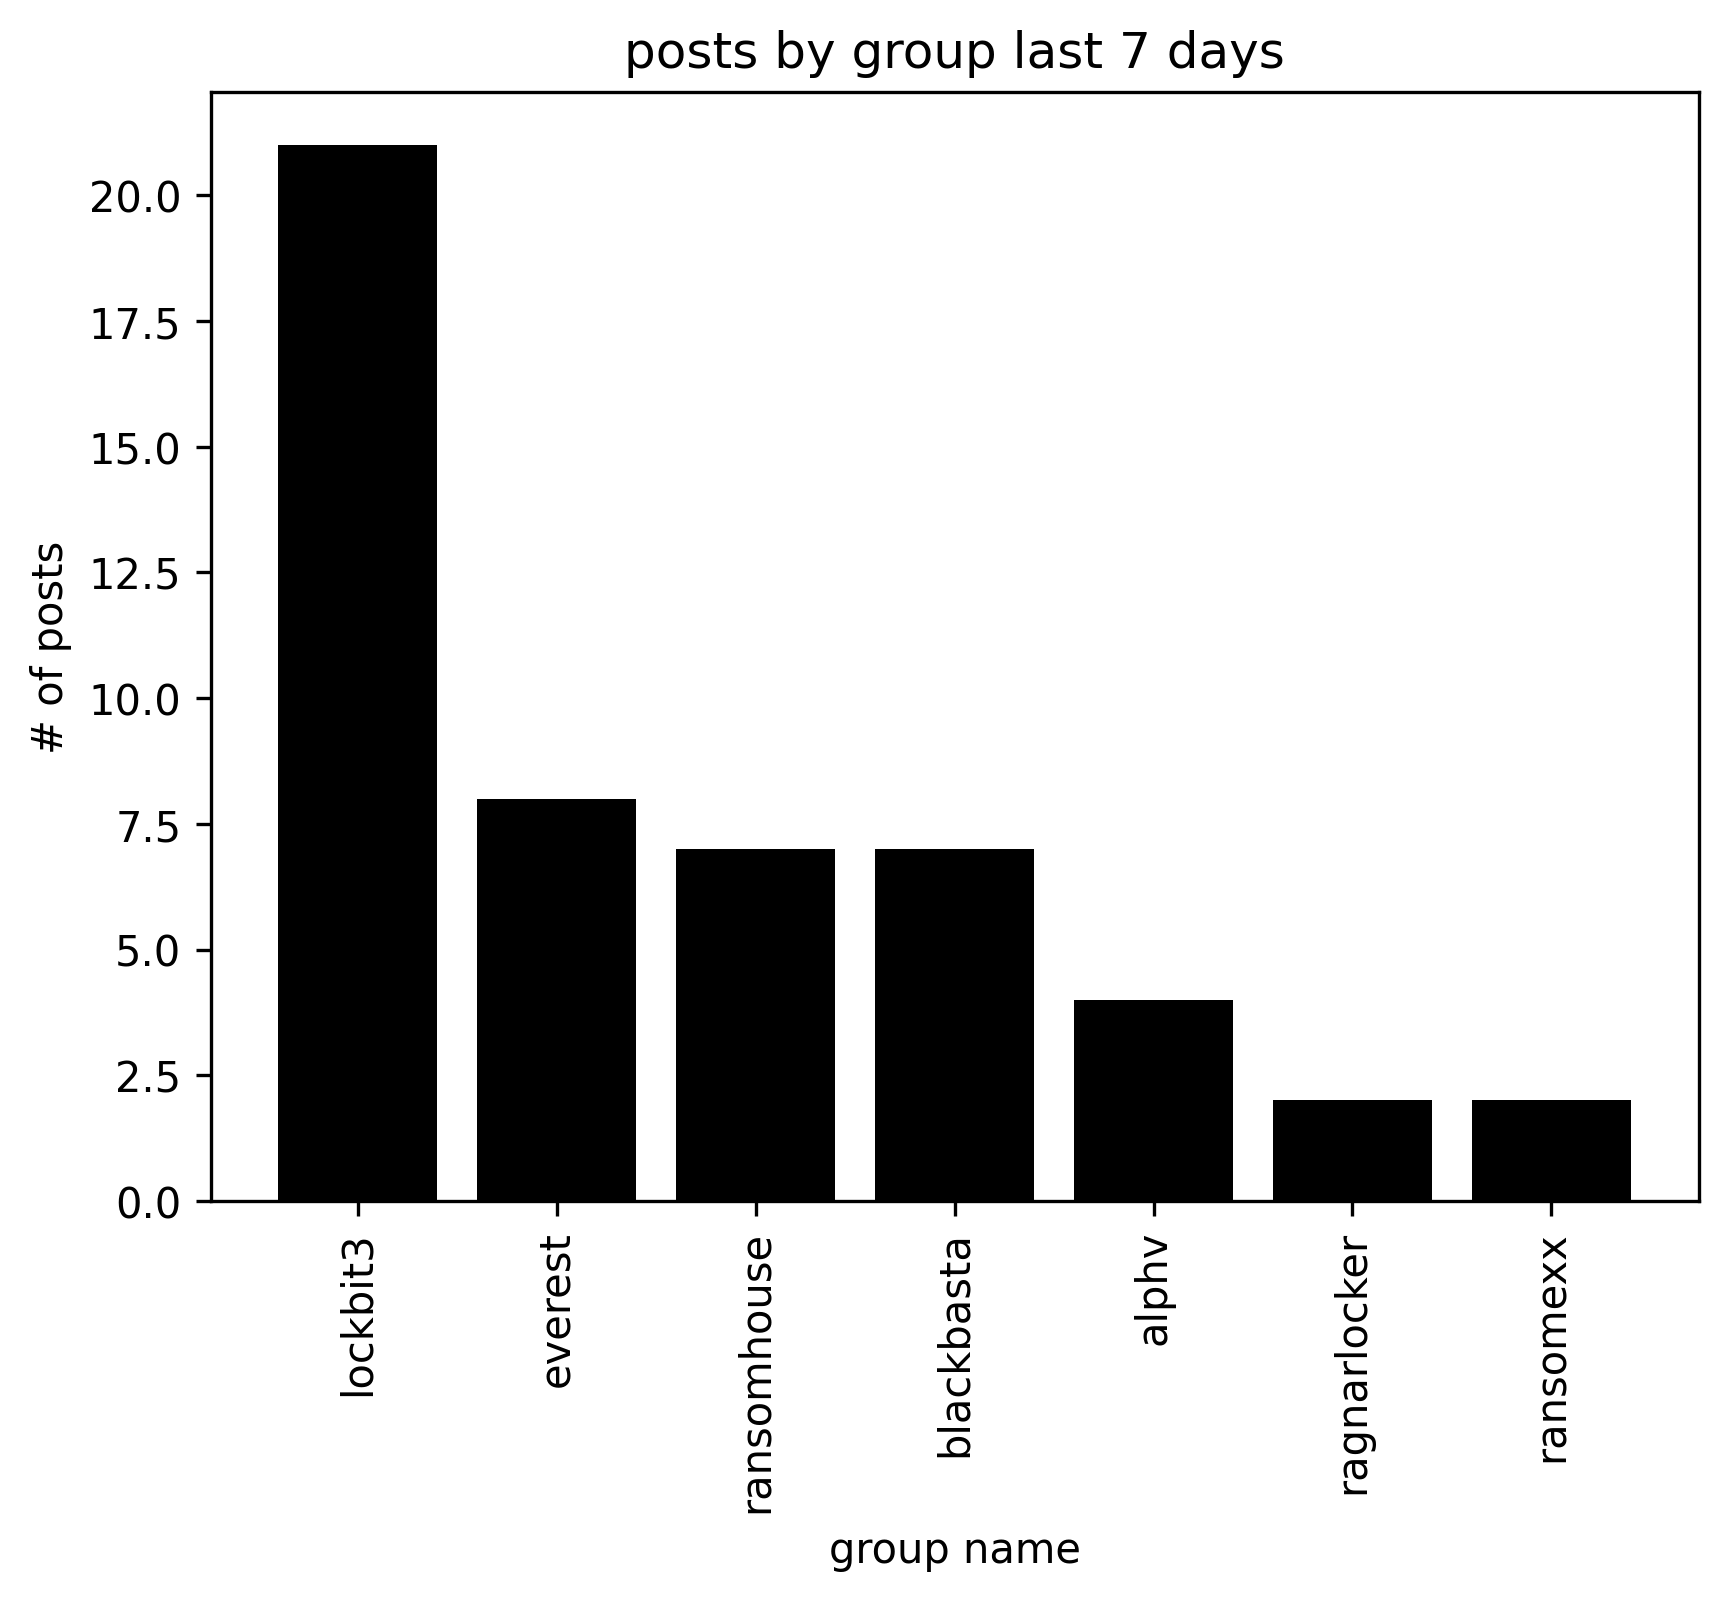 posts by group last 7 days
# of posts
20.0
17.5
15.0
12.5
10.0
7.5
5.0
2.5
0.0
lockbit3
everest
ransomhouse
blackbasta
alphv
ragnarlocker
ransomexx
group name